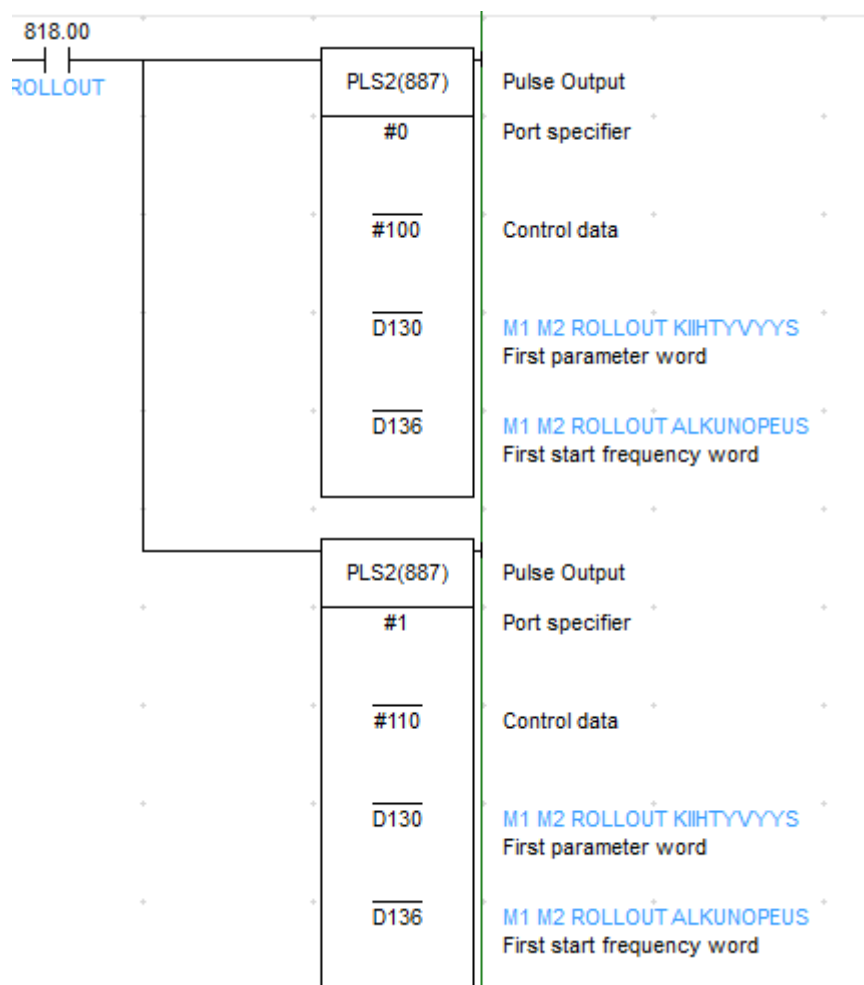 818.00
ROLLOUT
PLS2(887) Pulse Output
#0 Port specifier
#100 Control data
D130 M1 M2 ROLLOUT KIIHTYVYYS
First parameter word
D136 M1 M2 ROLLOUT ALKUNOPEUS
First start frequency word
PLS2(887) Pulse Output
#1 Port specifier
#110 Control data
D130 M1 M2 ROLLOUT KIIHTYVYYS
First parameter word
D136 M1 M2 ROLLOUT ALKUNOPEUS
First start frequency word